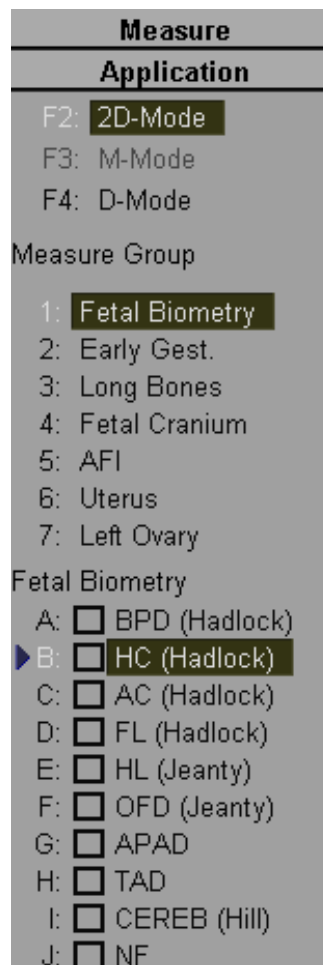 Measure
Application
F2: 2D-Mode
F3: M-Mode
F4: D-Mode
Measure Group
1: Fetal Biometry
2: Early Gest.
3: Long Bones
4: Fetal Cranium
5: AFI
6: Uterus
7: Left Ovary
Fetal Biometry
A: BPD (Hadlock)
B: HC (Hadlock)
C: AC (Hadlock)
D: FL (Hadlock)
E: HL (Jeanty)
F: OFD (Jeanty)
G: APAD
H: TAD
I: CEREB (Hill)
J: NF